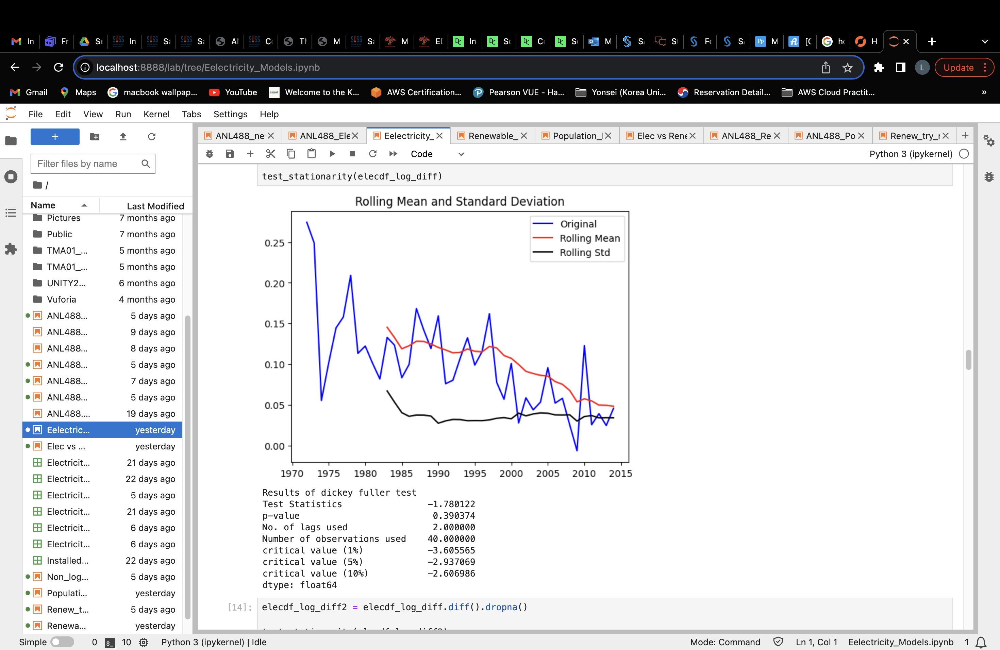 In Fr Se In Sa Sa Al Co Th M Sa M El In Sc Co Sc M S St Fo S M [C ho H
localhost:8888/lab/tree/Eelectricity_Models.ipynb L Update
Gmail Maps macbook wallpap... YouTube Welcome to the K... AWS Certification... Pearson VUE - Ha... Yonsei (Korea Uni... Reservation Detail... AWS Cloud Practit... »
File Edit View Run Kernel Tabs Settings Help
ANL488_ne ANL488_Ele Eelectricity_ Renewable_ Population_ Elec vs Rene ANL488_Re ANL488_Po Renew_try_r
Code Python 3 (ipykernel)
Filter files by name
/
Name Last Modified
Pictures 7 months ago
Public 7 months ago
TMA01_... 5 months ago
TMA01_... 5 months ago
UNITY2... 6 months ago
Vuforia 4 months ago
ANL488... 5 days ago
ANL488... 9 days ago
ANL488... 8 days ago
ANL488... 5 days ago
ANL488... 7 days ago
ANL488... 5 days ago
ANL488.... 19 days ago
Eelectric... yesterday
Elec vs ... yesterday
Electricit... 21 days ago
Electricit... 22 days ago
Electricit... 5 days ago
Electricit... 21 days ago
Electricit... 6 days ago
Electricit... 6 days ago
Installed... 22 days ago
Non_log... 5 days ago
Populati... yesterday
Renew_t... 5 days ago
Renewa... yesterday
test_stationarity(elecdf_log_diff)
Rolling Mean and Standard Deviation
Original
Rolling Mean
Rolling Std
0.25
0.20
0.15
0.10
0.05
0.00
1970 1975 1980 1985 1990 1995 2000 2005 2010 2015
Results of dickey fuller test
Test Statistics -1.780122
p-value 0.390374
No. of lags used 2.000000
Number of observations used 40.000000
critical value (1%) -3.605565
critical value (5%) -2.937069
critical value (10%) -2.606986
dtype: float64
[14]: elecdf_log_diff2 = elecdf_log_diff.diff().dropna()
Simple 0 $_ 10 Python 3 (ipykernel) | Idle Mode: Command Ln 1, Col 1 Eelectricity_Models.ipynb 1